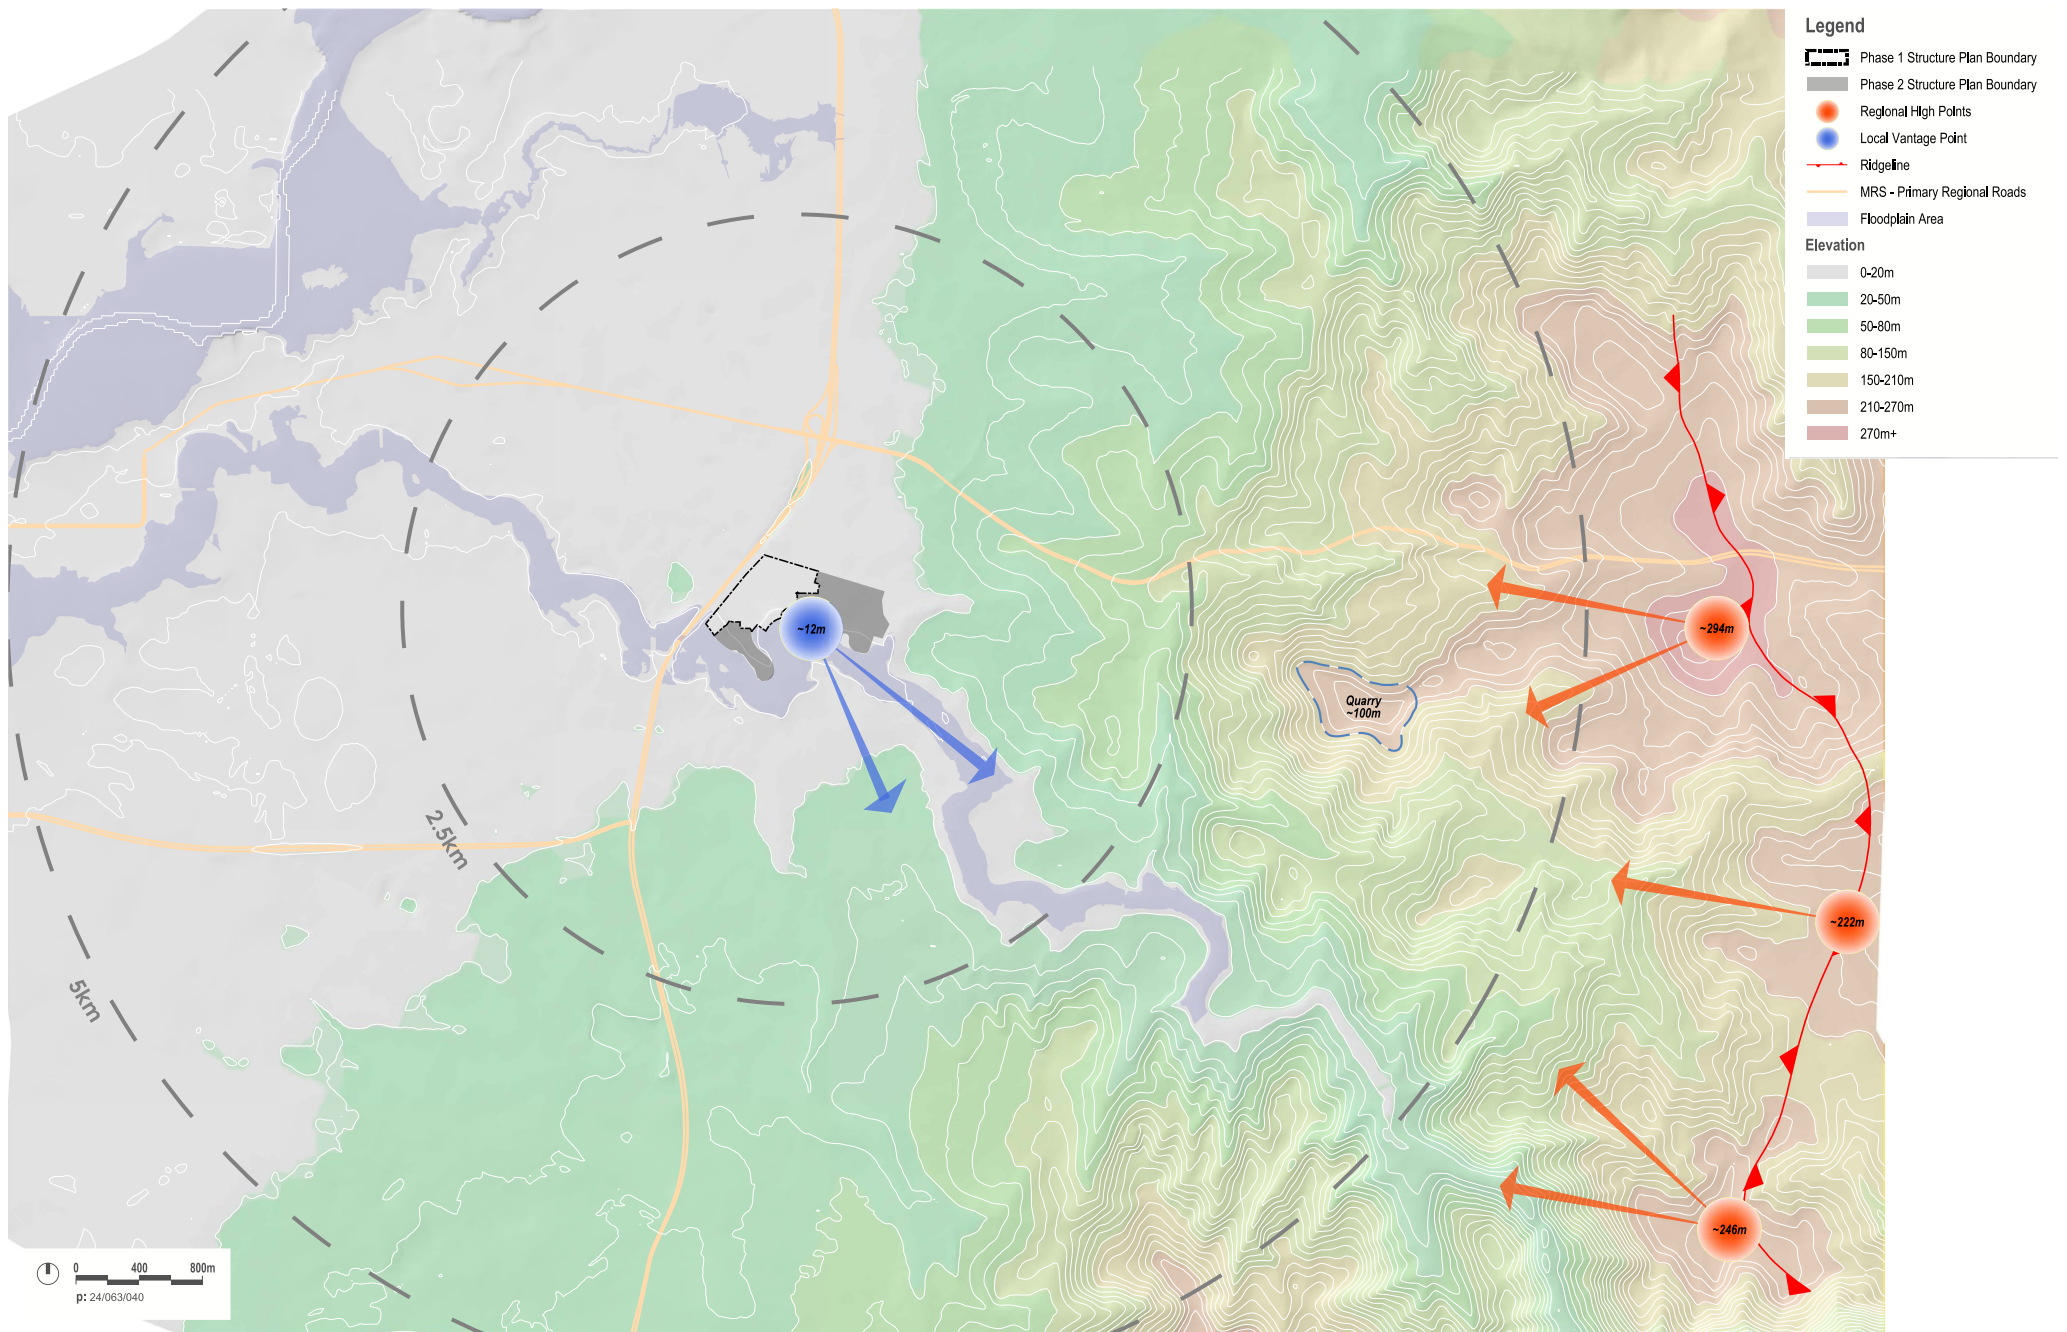 Legend
Phase 1 Structure Plan Boundary
Phase 2 Structure Plan Boundary
Regional High Points
Local Vantage Point
Ridgeline
MRS - Primary Regional Roads
Floodplain Area
Elevation
0-20m
20-50m
50-80m
80-150m
150-210m
210-270m
270m+
~12m
~294m
Quarry
~100m
2.5km
~222m
5km
~246m
0 400 800m
p: 24/063/040